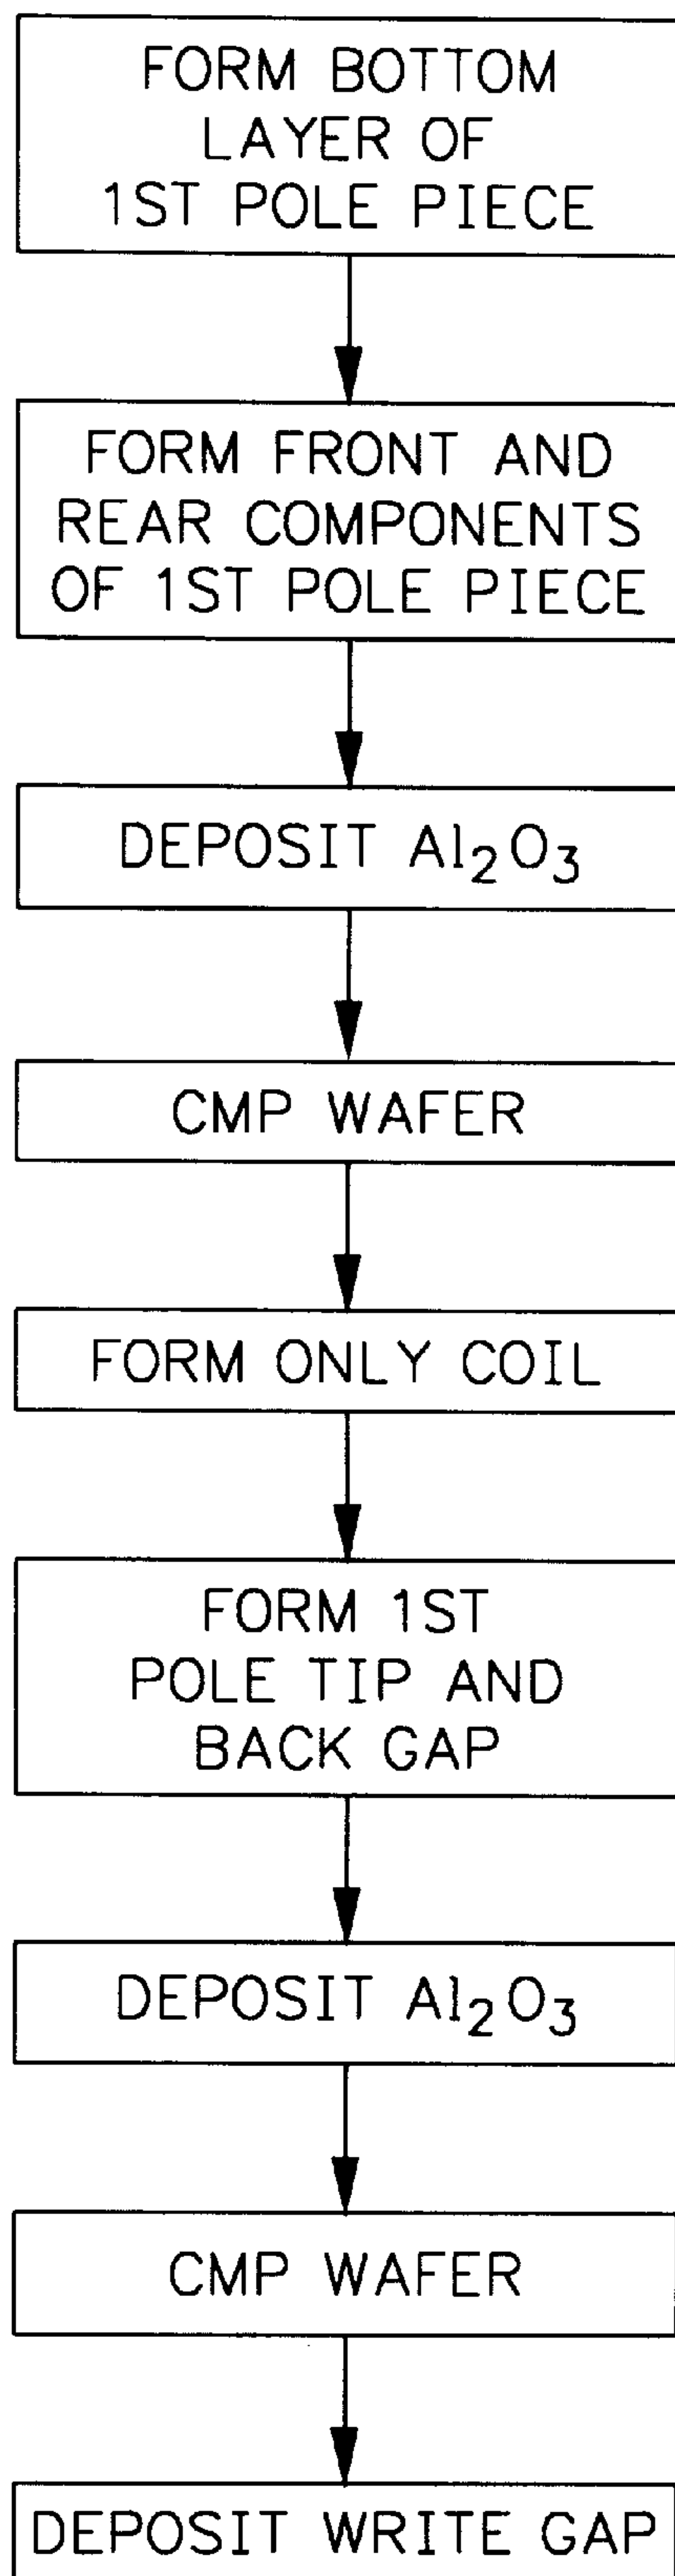 FORM BOTTOM
LAYER OF
1ST POLE PIECE
FORM FRONT AND
REAR COMPONENTS
OF 1ST POLE PIECE
DEPOSIT Al₂O₃
CMP WAFER
FORM ONLY COIL
FORM 1ST
POLE TIP AND
BACK GAP
DEPOSIT Al₂O₃
CMP WAFER
DEPOSIT WRITE GAP